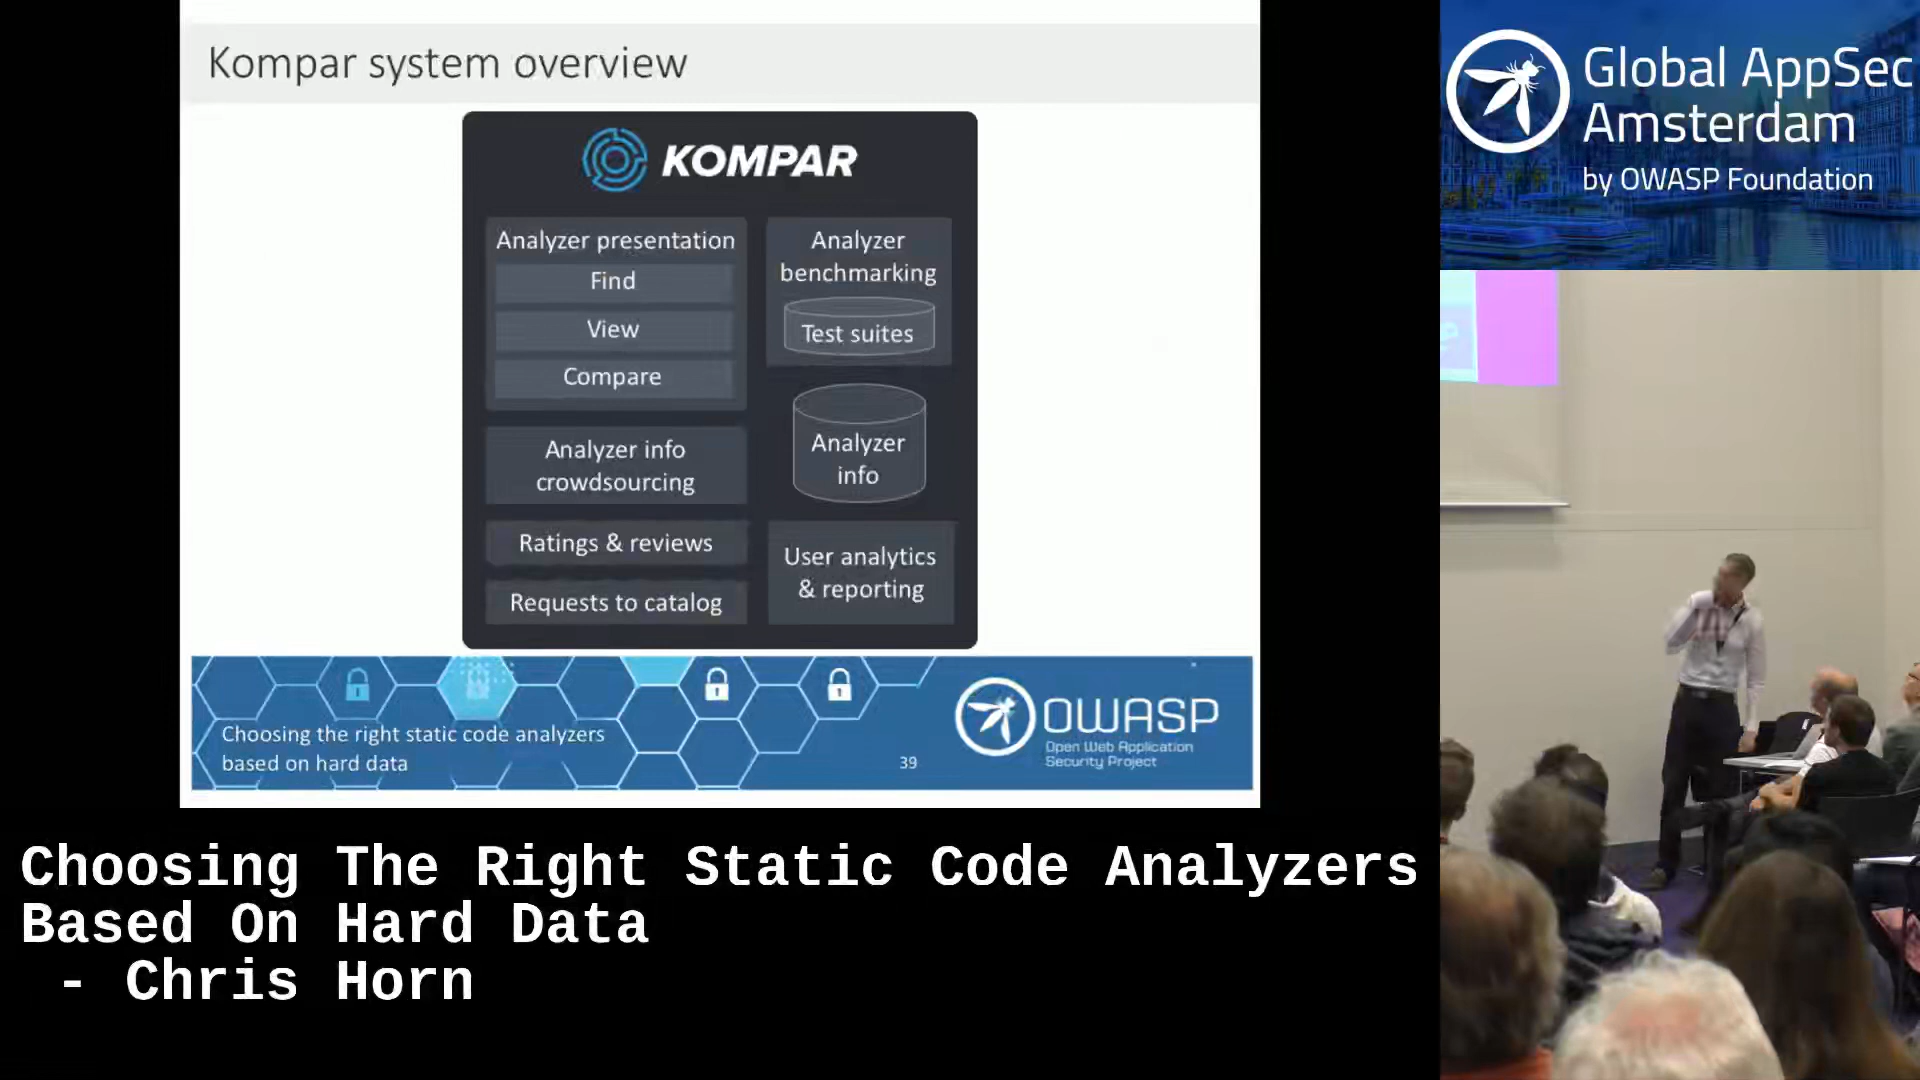 Kompar system overview
KOMPAR
Analyzer presentation
Find
View
Compare
Analyzer info
crowdsourcing
Ratings & reviews
Requests to catalog
Analyzer
benchmarking
Test suites
Analyzer
info
User analytics
& reporting
Choosing the right static code analyzers
based on hard data
39
OWASP
Open Web Application
Security Project
Global AppSec
Amsterdam
by OWASP Foundation
Choosing The Right Static Code Analyzers
Based On Hard Data
- Chris Horn